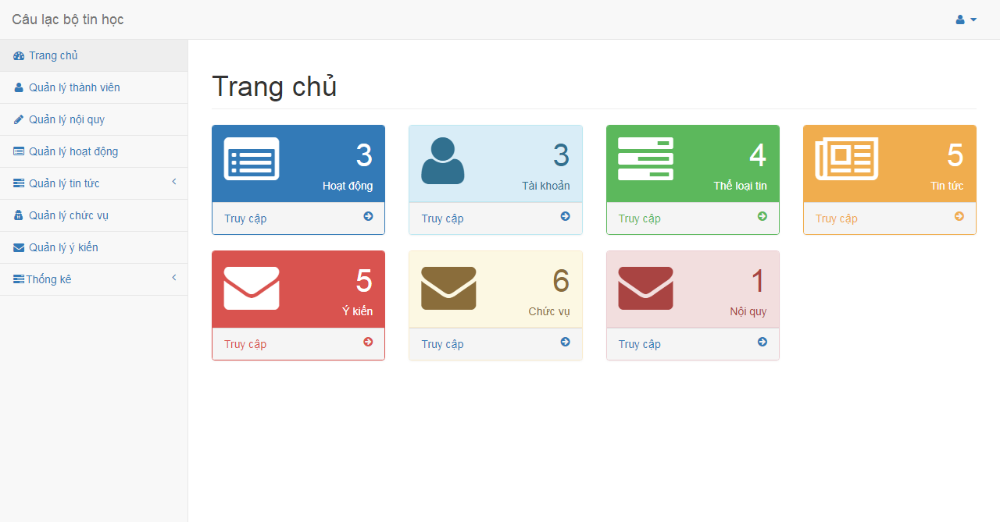 Câu lạc bộ tin học
Trang chủ
Quản lý thành viên
Quản lý nội quy
Quản lý hoạt động
Quản lý tin tức
Quản lý chức vụ
Quản lý ý kiến
Thống kê
Trang chủ
3
Hoạt động
Truy cập
3
Tài khoản
Truy cập
4
Thể loại tin
Truy cập
5
Tin tức
Truy cập
5
Ý kiến
Truy cập
6
Chức vụ
Truy cập
1
Nội quy
Truy cập